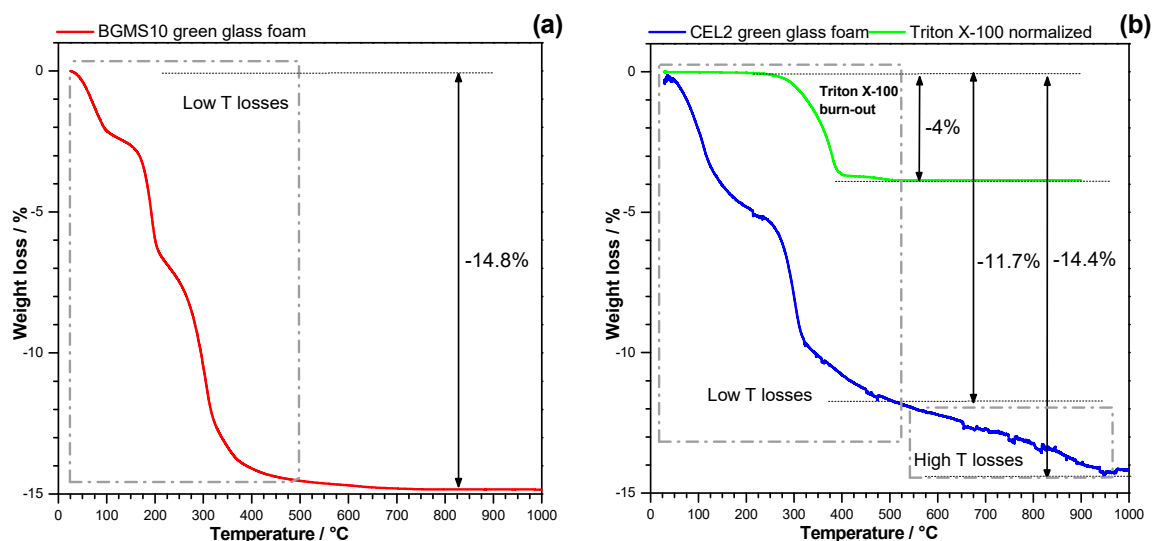 BGMS10 green glass foam
(a)
0
-5
-10
-15
Weight loss / %
Low T losses
-14.8%
0 100 200 300 400 500 600 700 800 900 1000
Temperature / °C
CEL2 green glass foam
Triton X-100 normalized
(b)
0
-5
-10
-15
Weight loss / %
Triton X-100
burn-out
-4%
-11.7%
-14.4%
Low T losses
High T losses
0 100 200 300 400 500 600 700 800 900 1000
Temperature / °C